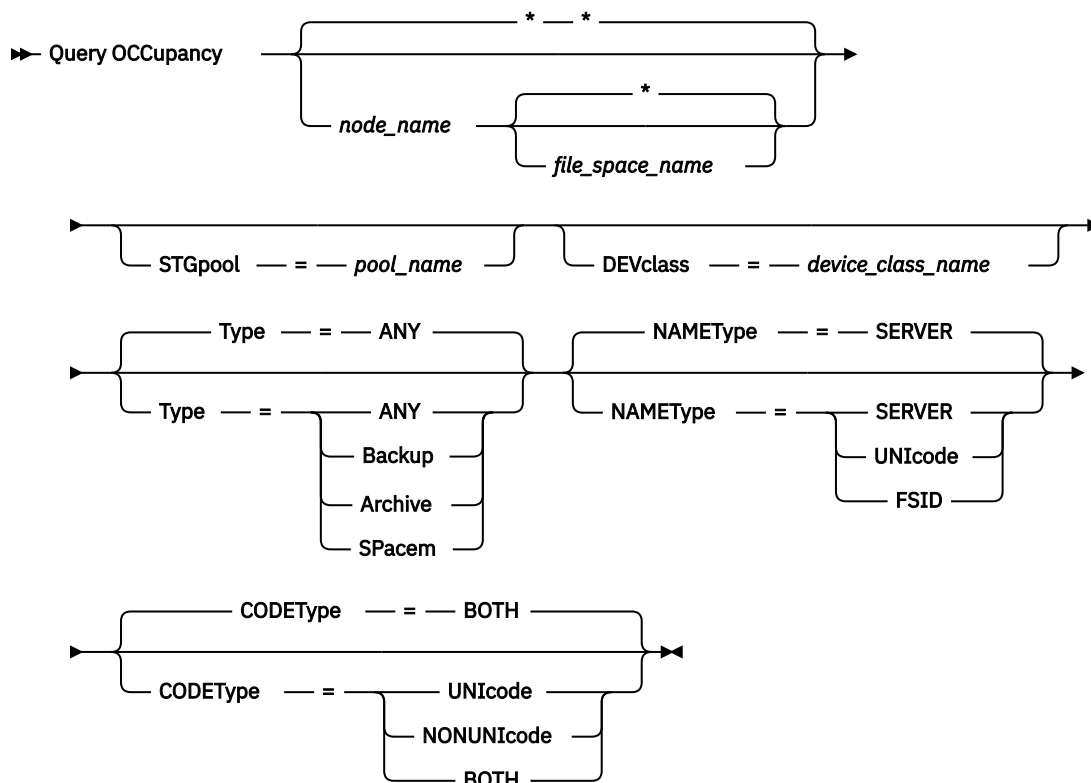 * *
Query OCCupancy
*
node_name
file_space_name
STGpool = pool_name DEVclass = device_class_name
Type = ANY NAMEType = SERVER
Type = ANY NAMEType = SERVER
Backup UNIcode
Archive FSID
SPacem
CODEType = BOTH
CODEType = UNIcode
NONUNIcode
BOTH